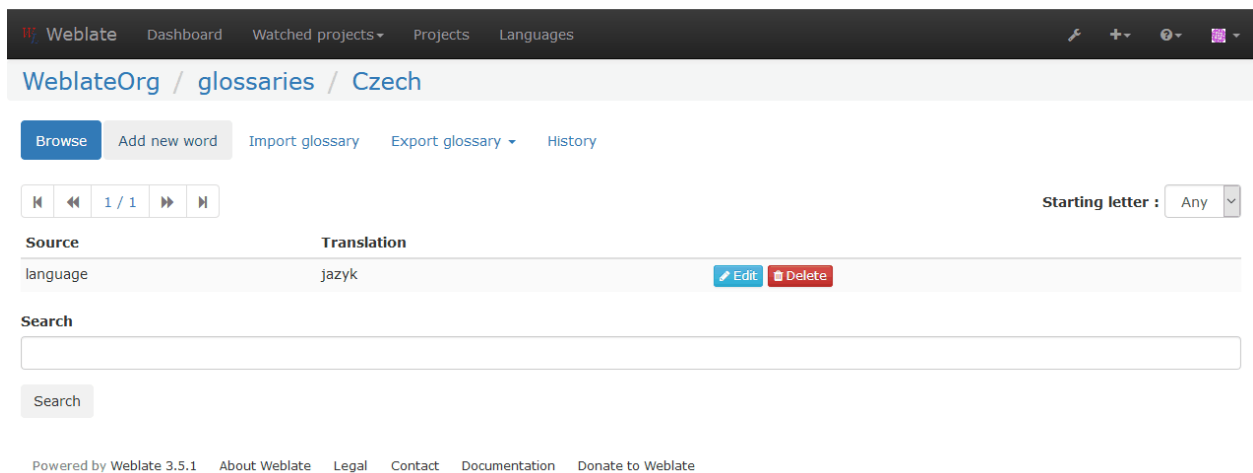 Weblate Dashboard Watched projects Projects Languages
WeblateOrg / glossaries / Czech
Browse Add new word Import glossary Export glossary History
1 / 1 Starting letter : Any
Source Translation
language jazyk Edit Delete
Search
Search
Powered by Weblate 3.5.1 About Weblate Legal Contact Documentation Donate to Weblate